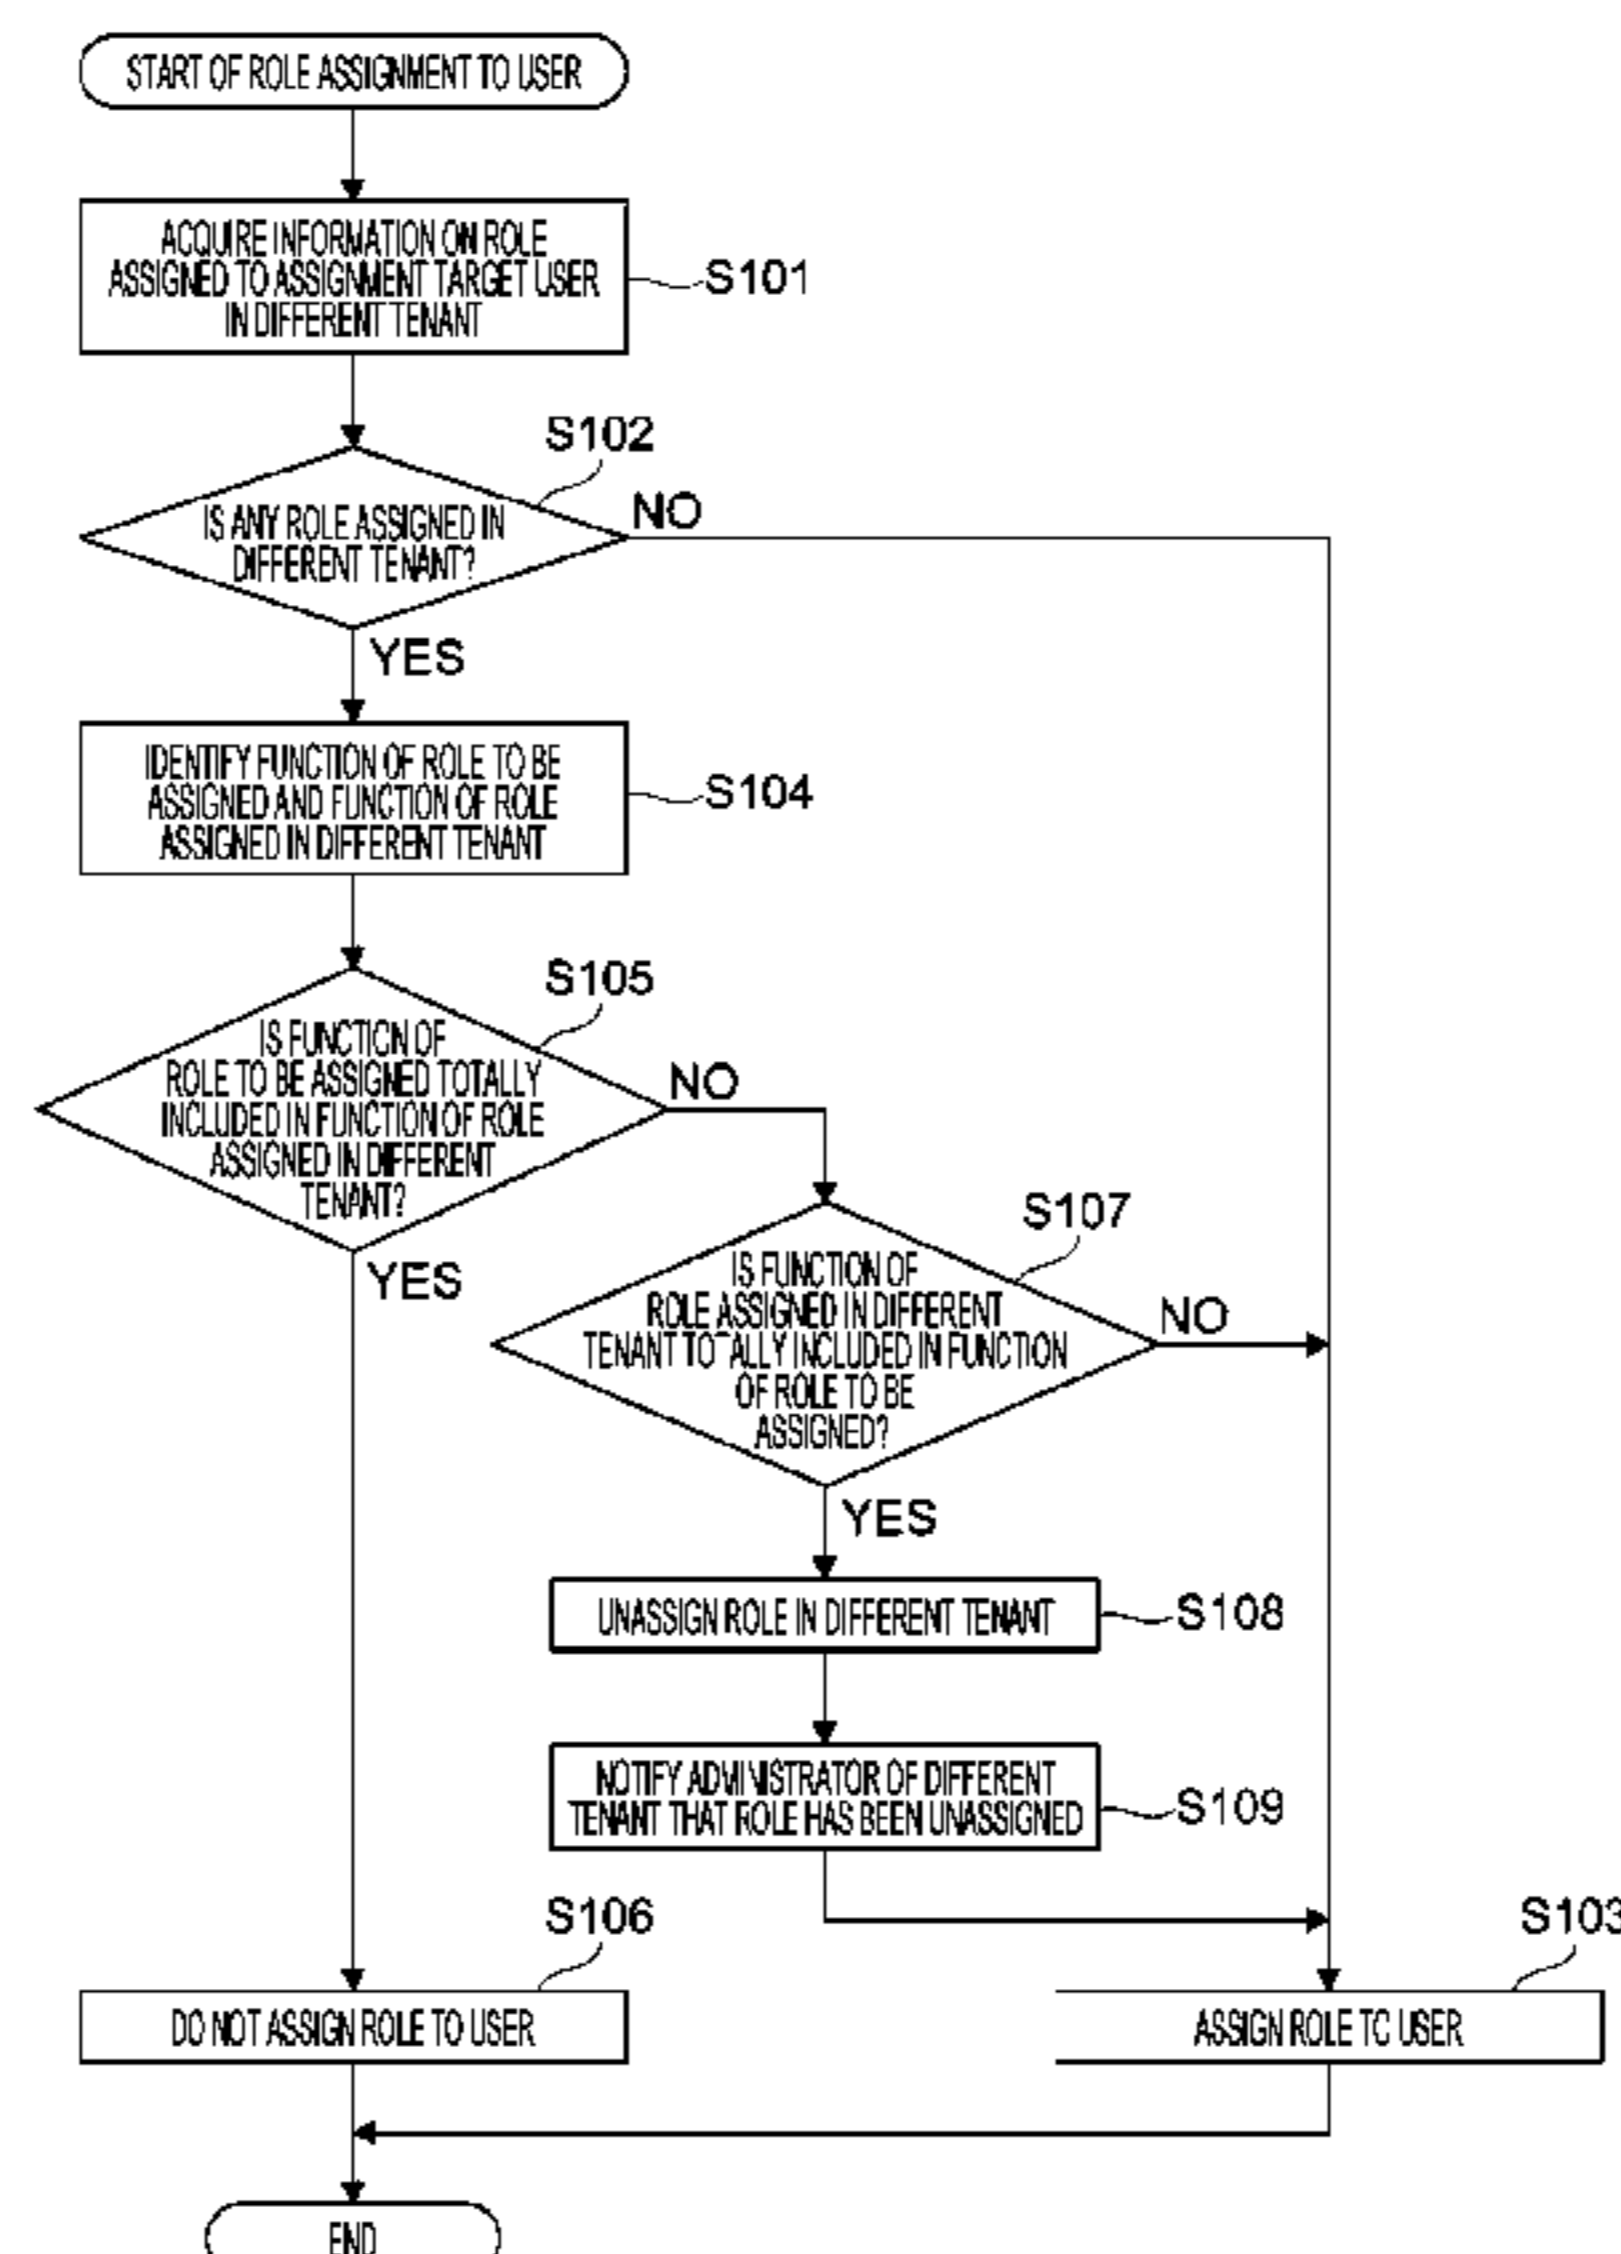 START OF ROLE ASSIGNMENT TO USER
ACQUIRE INFORMATION ON ROLE
ASSIGNED TO ASSIGNMENT TARGET USER
IN DIFFERENT TENANT
S101
S102
IS ANY ROLE ASSIGNED IN
DIFFERENT TENANT?
NO
YES
IDENTIFY FUNCTION OF ROLE TO BE
ASSIGNED AND FUNCTION OF ROLE
ASSIGNED IN DIFFERENT TENANT
S104
S105
IS FUNCTION OF
ROLE TO BE ASSIGNED TOTALLY
INCLUDED IN FUNCTION OF ROLE
ASSIGNED IN DIFFERENT
TENANT?
NO
YES
S107
IS FUNCTION OF
ROLE ASSIGNED IN DIFFERENT
TENANT TOTALLY INCLUDED IN FUNCTION
OF ROLE TO BE
ASSIGNED?
NO
YES
UNASSIGN ROLE IN DIFFERENT TENANT
S108
NOTIFY ADMINISTRATOR OF DIFFERENT
TENANT THAT ROLE HAS BEEN UNASSIGNED
S109
S106
DO NOT ASSIGN ROLE TO USER
S103
ASSIGN ROLE TO USER
END